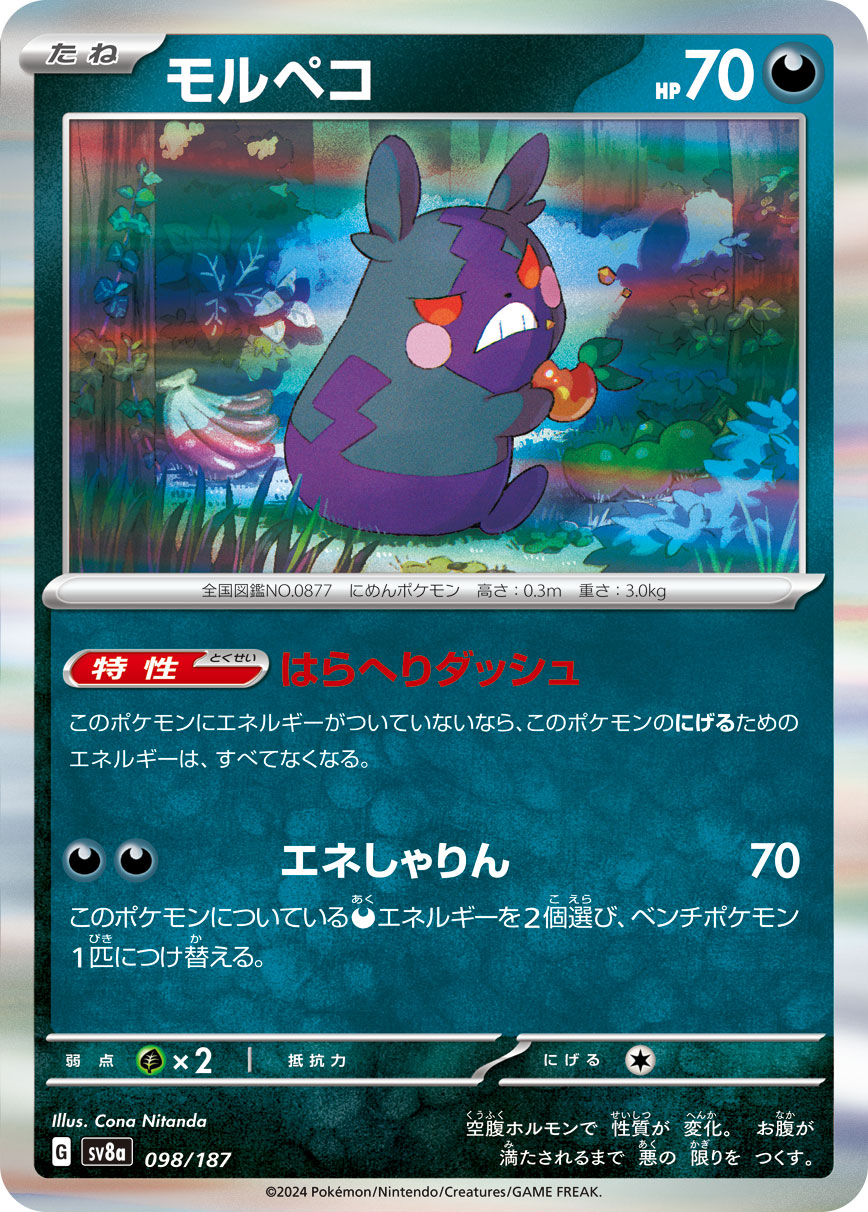 たね
モルペコ
HP70
全国図鑑NO.0877 にめんポケモン 高さ：0.3m 重さ：3.0kg
特性 とくせい はらへりダッシュ
このポケモンにエネルギーがついていないなら、このポケモンのにげるための
エネルギーは、すべてなくなる。
エネしゃりん 70
あく こ えら
このポケモンについているエネルギーを2個選び、ベンチポケモン
びき か
1匹につけ替える。
弱点 ×2 抵抗力 にげる
Illus. Cona Nitanda
くうふく せいしつ へんか なか
空腹ホルモンで 性質が 変化。 お腹が
み あく かぎ
満たされるまで 悪の 限りを つくす。
G sv8a 098/187
©2024 Pokémon/Nintendo/Creatures/GAME FREAK.